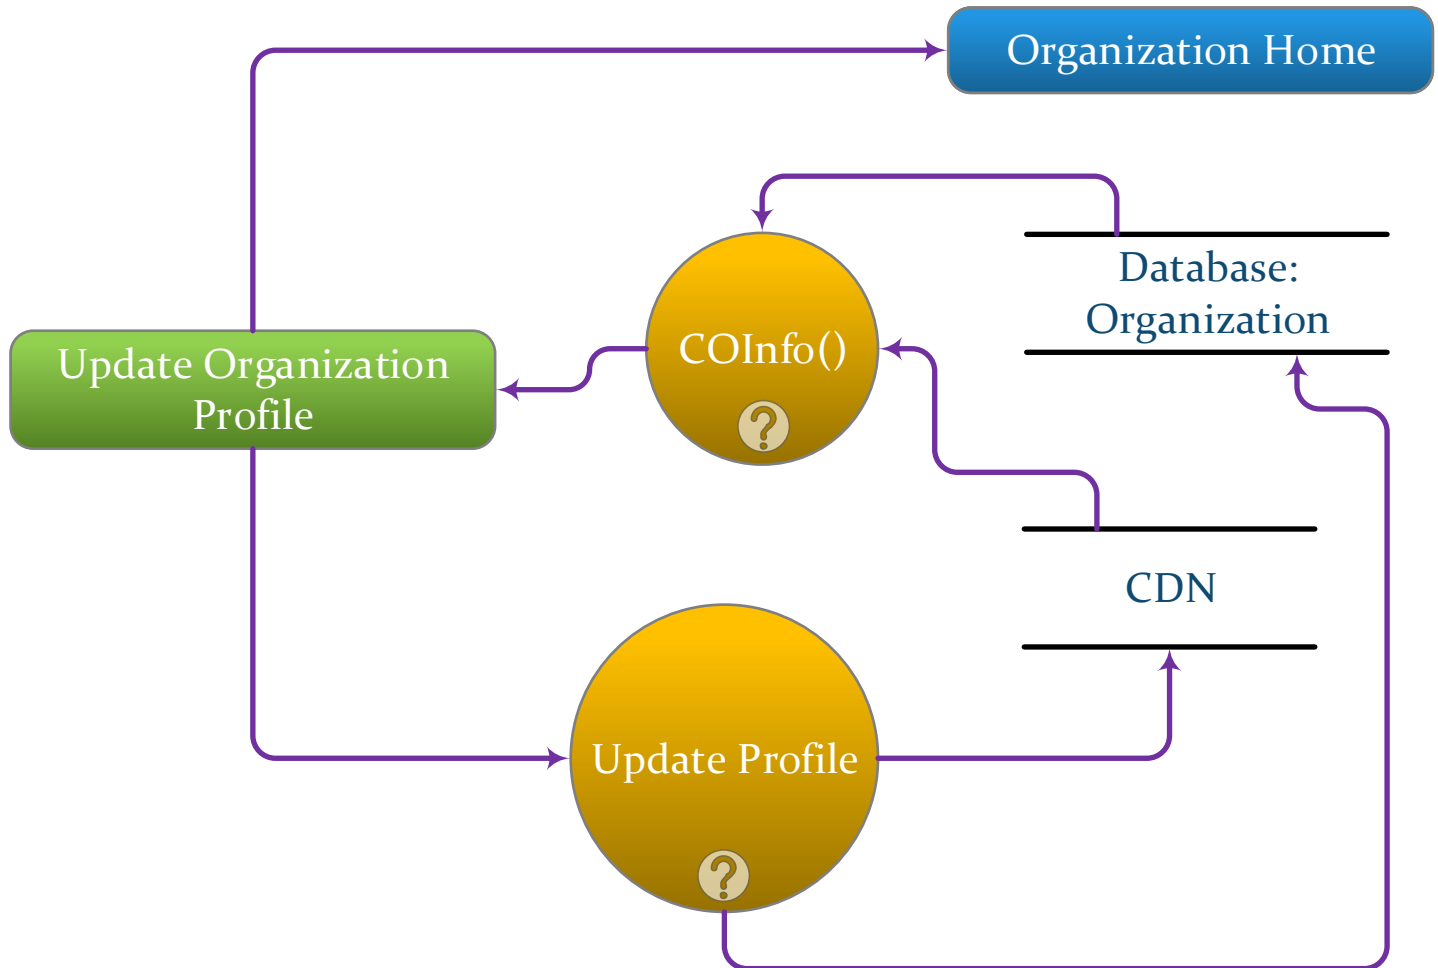 Organization Home
Database:
Organization
COInfo()
?
Update Organization
Profile
CDN
Update Profile
?